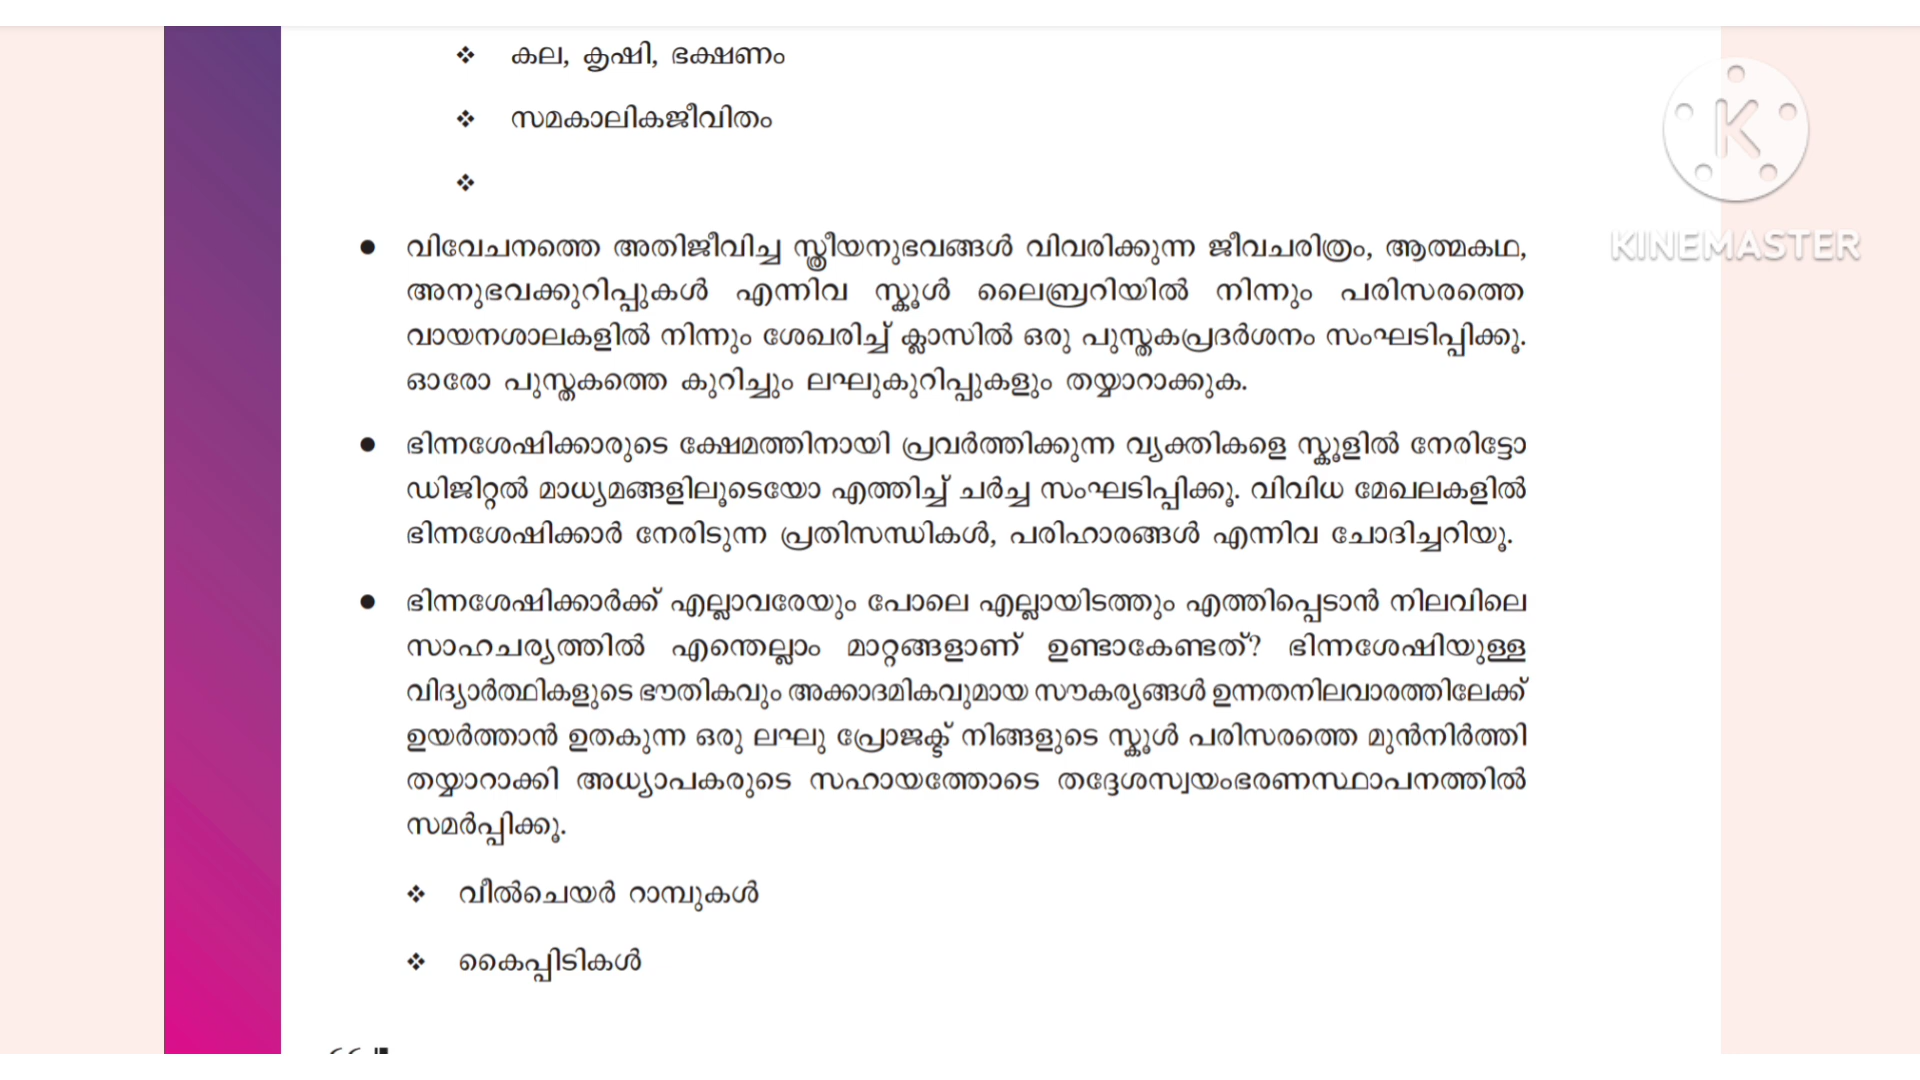 ❖ കല, കൃഷി, ഭക്ഷണം
❖ സമകാലികജീവിതം
❖
● വിവേചനത്തെ അതിജീവിച്ച സ്ത്രീയനുഭവങ്ങൾ വിവരിക്കുന്ന ജീവചരിത്രം, ആത്മകഥ,
അനുഭവക്കുറിപ്പുകൾ എന്നിവ സ്കൂൾ ലൈബ്രറിയിൽ നിന്നും പരിസരത്തെ
വായനശാലകളിൽ നിന്നും ശേഖരിച്ച് ക്ലാസിൽ ഒരു പുസ്തകപ്രദർശനം സംഘടിപ്പിക്കൂ.
ഓരോ പുസ്തകത്തെ കുറിച്ചും ലഘുകുറിപ്പുകളും തയ്യാറാക്കുക.
● ഭിന്നശേഷിക്കാരുടെ ക്ഷേമത്തിനായി പ്രവർത്തിക്കുന്ന വ്യക്തികളെ സ്കൂളിൽ നേരിട്ടോ
ഡിജിറ്റൽ മാധ്യമങ്ങളിലൂടെയോ എത്തിച്ച് ചർച്ച സംഘടിപ്പിക്കൂ. വിവിധ മേഖലകളിൽ
ഭിന്നശേഷിക്കാർ നേരിടുന്ന പ്രതിസന്ധികൾ, പരിഹാരങ്ങൾ എന്നിവ ചോദിച്ചറിയൂ.
● ഭിന്നശേഷിക്കാർക്ക് എല്ലാവരേയും പോലെ എല്ലായിടത്തും എത്തിപ്പെടാൻ നിലവിലെ
സാഹചര്യത്തിൽ എന്തെല്ലാം മാറ്റങ്ങളാണ് ഉണ്ടാകേണ്ടത്? ഭിന്നശേഷിയുള്ള
വിദ്യാർത്ഥികളുടെ ഭൗതികവും അക്കാദമികവുമായ സൗകര്യങ്ങൾ ഉന്നതനിലവാരത്തിലേക്ക്
ഉയർത്താൻ ഉതകുന്ന ഒരു ലഘു പ്രോജക്ട് നിങ്ങളുടെ സ്കൂൾ പരിസരത്തെ മുൻനിർത്തി
തയ്യാറാക്കി അധ്യാപകരുടെ സഹായത്തോടെ തദ്ദേശസ്വയംഭരണസ്ഥാപനത്തിൽ
സമർപ്പിക്കൂ.
❖ വീൽചെയർ റാമ്പുകൾ
❖ കൈപ്പിടികൾ
K
KINEMASTER